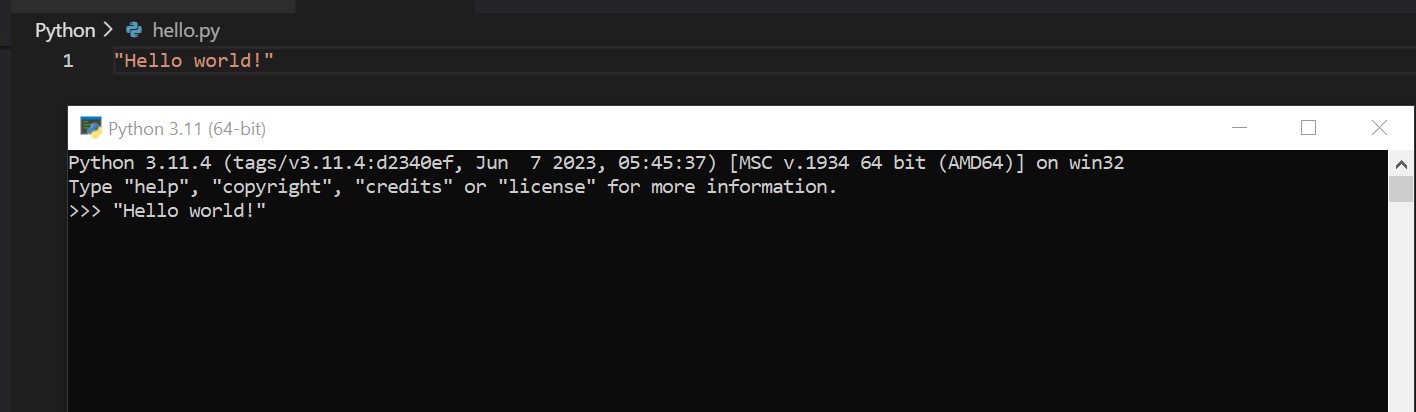 Python > hello.py
1 "Hello world!"
Python 3.11 (64-bit)
Python 3.11.4 (tags/v3.11.4:d2340ef, Jun  7 2023, 05:45:37) [MSC v.1934 64 bit (AMD64)] on win32
Type "help", "copyright", "credits" or "license" for more information.
>>> "Hello world!"